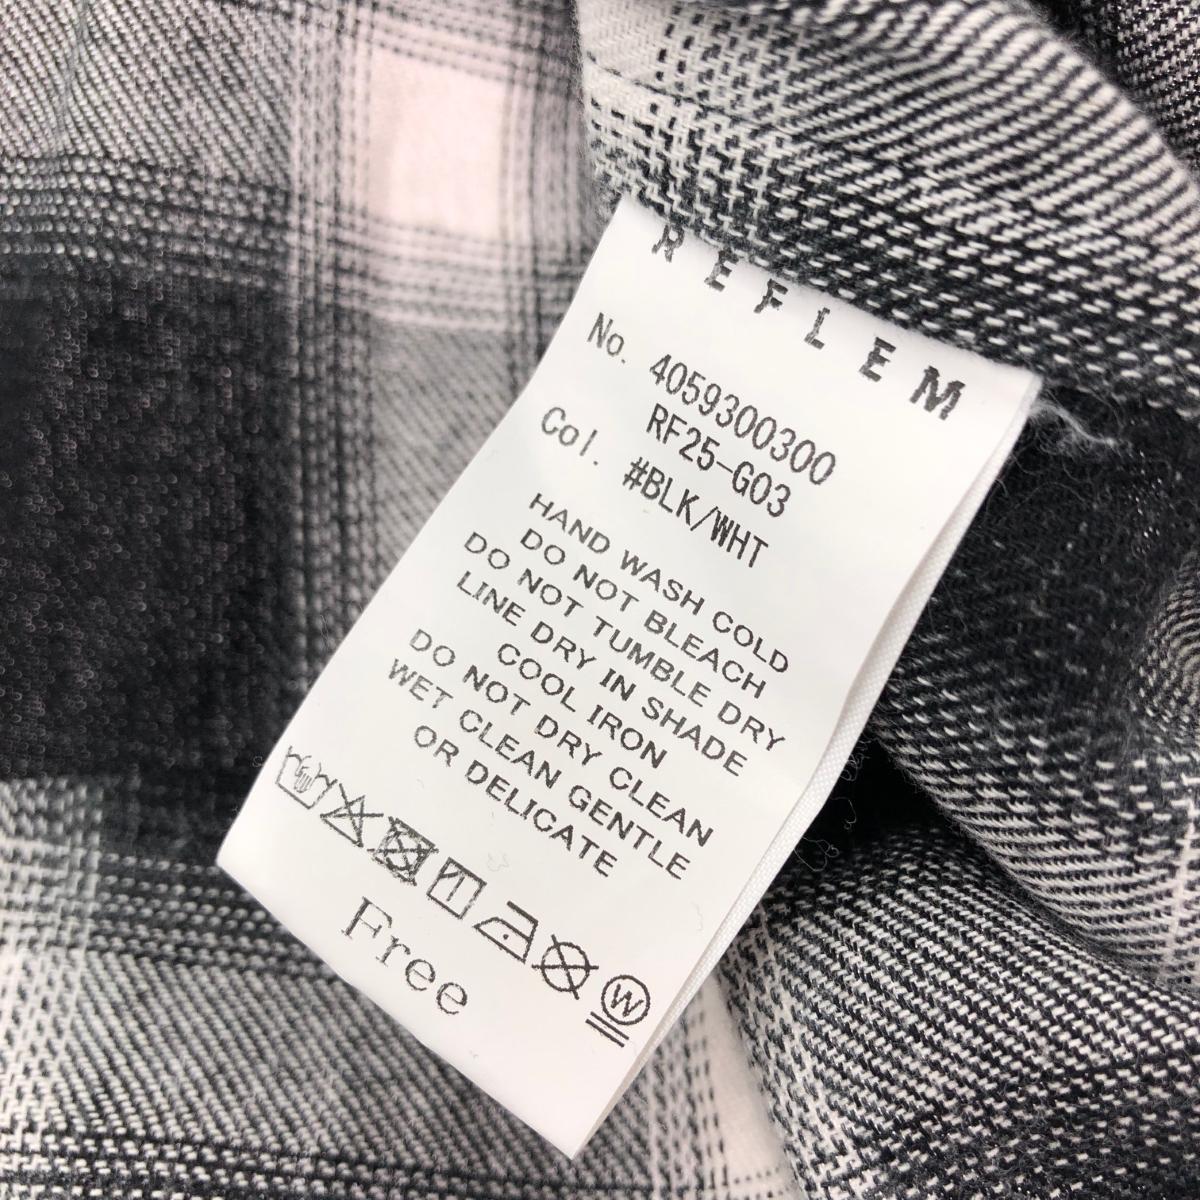 REFLEM
No. 4059300300
RF25-G03
Col. #BLK/WHT
HAND WASH COLD
DO NOT BLEACH
DO NOT TUMBLE DRY
LINE DRY IN SHADE
COOL IRON
DO NOT DRY CLEAN
WET CLEAN GENTLE
OR DELICATE
W
Free